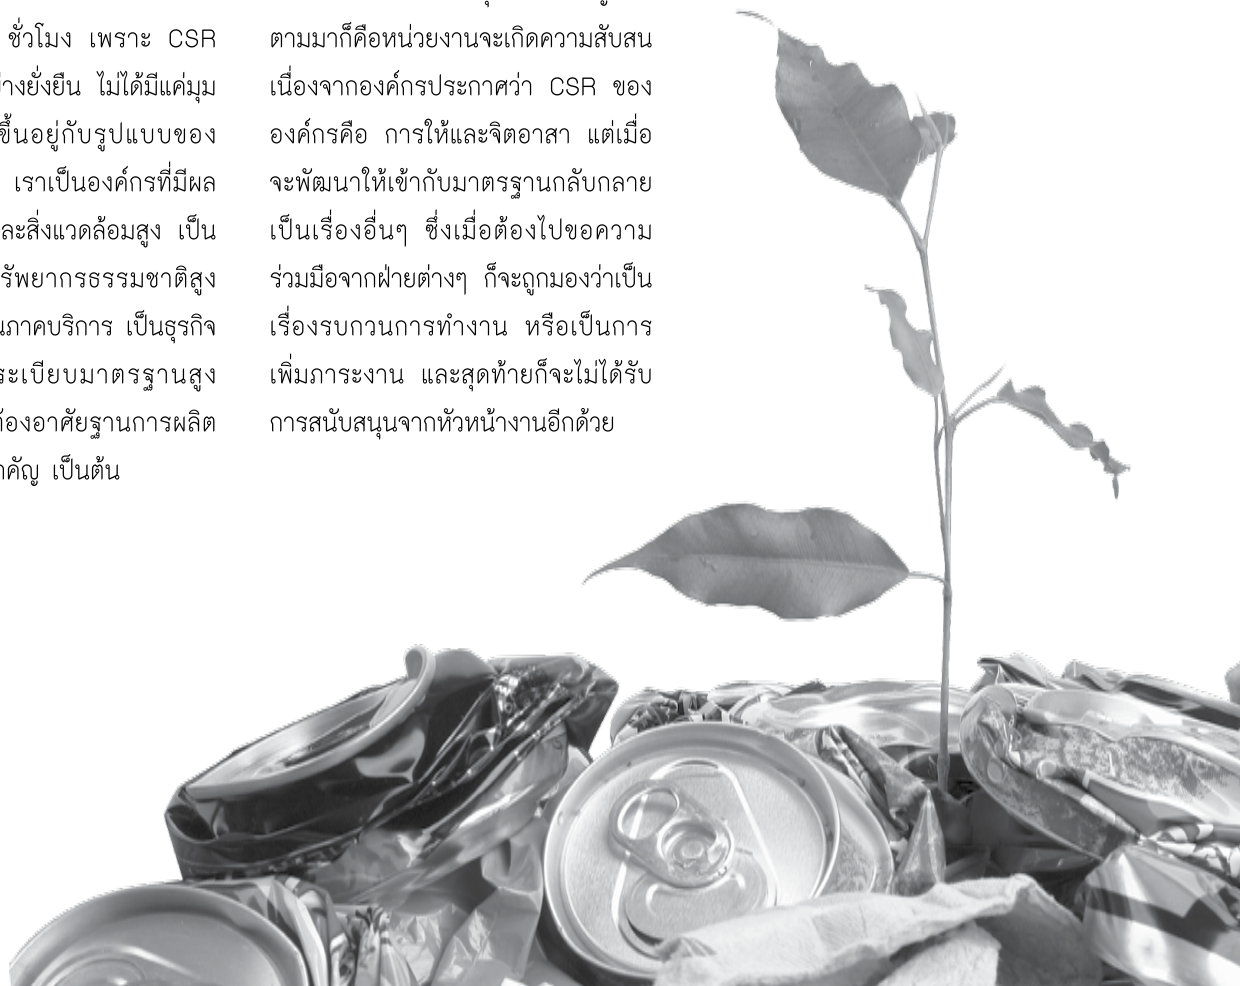 ชั่วโมง เพราะ CSR
างยั่งยืน ไม่ได้มีแค่มุม
ขึ้นอยู่กับรูปแบบของ
เราเป็นองค์กรที่มีผล
ละสิ่งแวดล้อมสูง เป็น
รัพยากรธรรมชาติสูง
นภาคบริการ เป็นธุรกิจ
ระเบียบมาตรฐานสูง
ต้องอาศัยฐานการผลิต
คัญ เป็นต้น
ตามมาก็คือหน่วยงานจะเกิดความสับสน
เนื่องจากองค์กรประกาศว่า CSR ของ
องค์กรคือ การให้และจิตอาสา แต่เมื่อ
จะพัฒนาให้เข้ากับมาตรฐานกลับกลาย
เป็นเรื่องอื่นๆ ซึ่งเมื่อต้องไปขอความ
ร่วมมือจากฝ่ายต่างๆ ก็จะถูกมองว่าเป็น
เรื่องรบกวนการทำงาน หรือเป็นการ
เพิ่มภาระงาน และสุดท้ายก็จะไม่ได้รับ
การสนับสนุนจากหัวหน้างานอีกด้วย